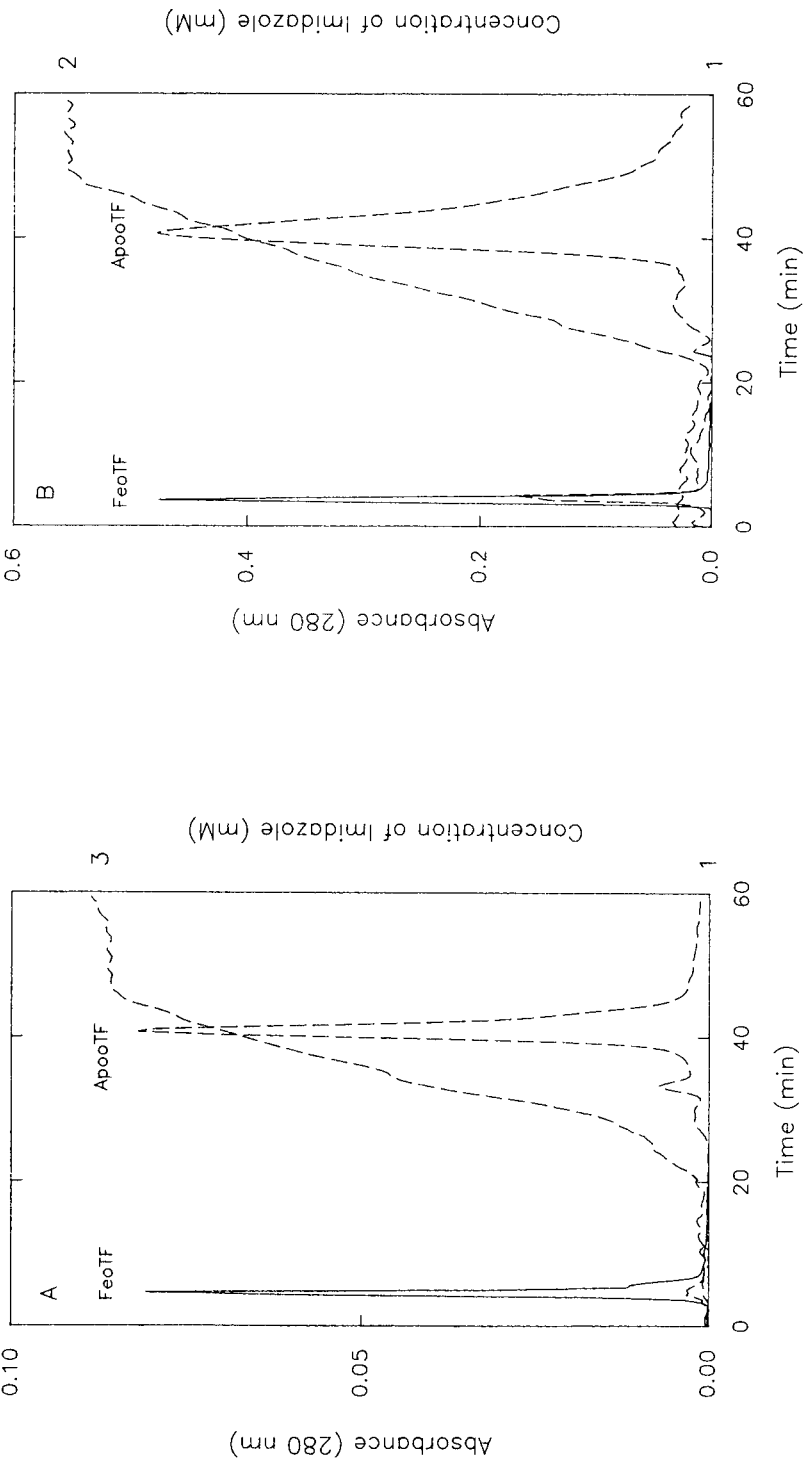 A
FeoTF
ApooTF
0.10
0.05
0.00
Absorbance (280 nm)
0
20
40
60
Time (min)
3
1
Concentration of Imidazole (mM)
B
FeoTF
ApooTF
0.6
0.4
0.2
0.0
Absorbance (280 nm)
0
20
40
60
Time (min)
2
1
Concentration of Imidazole (mM)